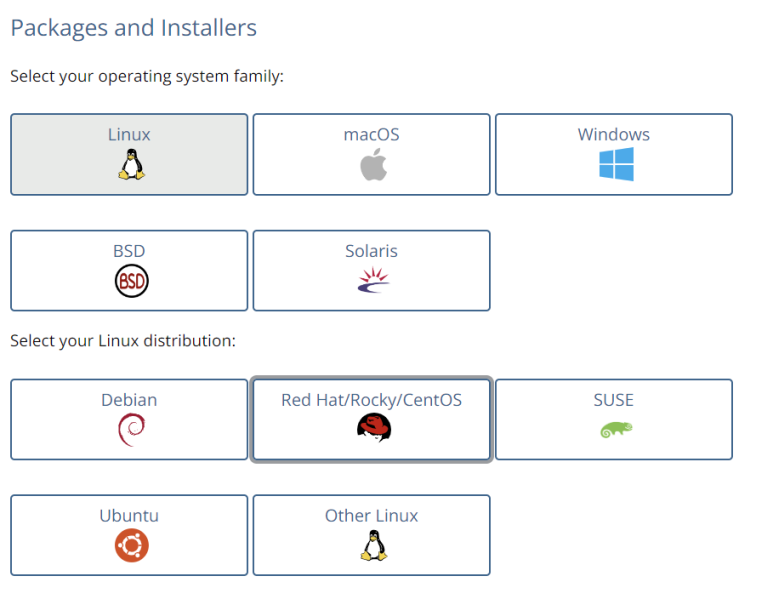 Packages and Installers
Select your operating system family:
Linux
macOS
Windows
BSD
BSD
Solaris
Select your Linux distribution:
Debian
Red Hat/Rocky/CentOS
SUSE
Ubuntu
Other Linux